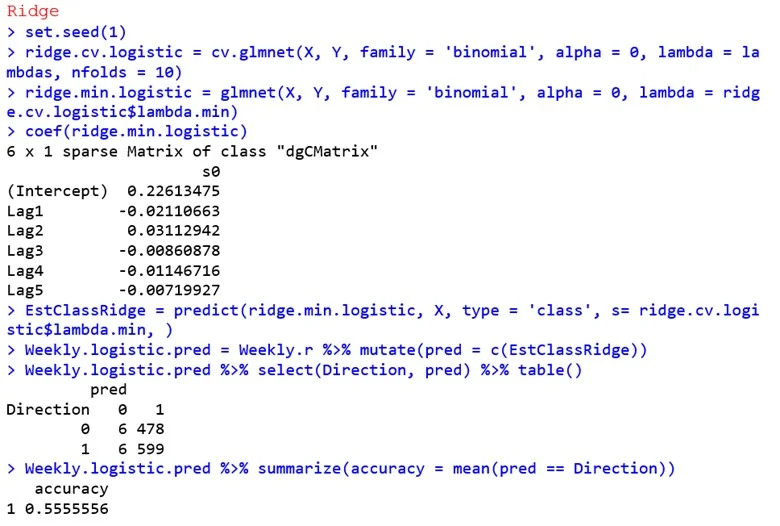 Ridge
> set.seed(1)
> ridge.cv.logistic = cv.glmnet(X, Y, family = 'binomial', alpha = 0, lambda = la
mbdas, nfolds = 10)
> ridge.min.logistic = glmnet(X, Y, family = 'binomial', alpha = 0, lambda = ridg
e.cv.logistic$lambda.min)
> coef(ridge.min.logistic)
6 x 1 sparse Matrix of class "dgCMatrix"
                     s0
(Intercept)  0.22613475
Lag1        -0.02110663
Lag2         0.03112942
Lag3        -0.00860878
Lag4        -0.01146716
Lag5        -0.00719927
> EstClassRidge = predict(ridge.min.logistic, X, type = 'class', s= ridge.cv.logi
stic$lambda.min, )
> Weekly.logistic.pred = Weekly.r %>% mutate(pred = c(EstClassRidge))
> Weekly.logistic.pred %>% select(Direction, pred) %>% table()
         pred
Direction   0   1
        0   6 478
        1   6 599
> Weekly.logistic.pred %>% summarize(accuracy = mean(pred == Direction))
   accuracy
1 0.5555556